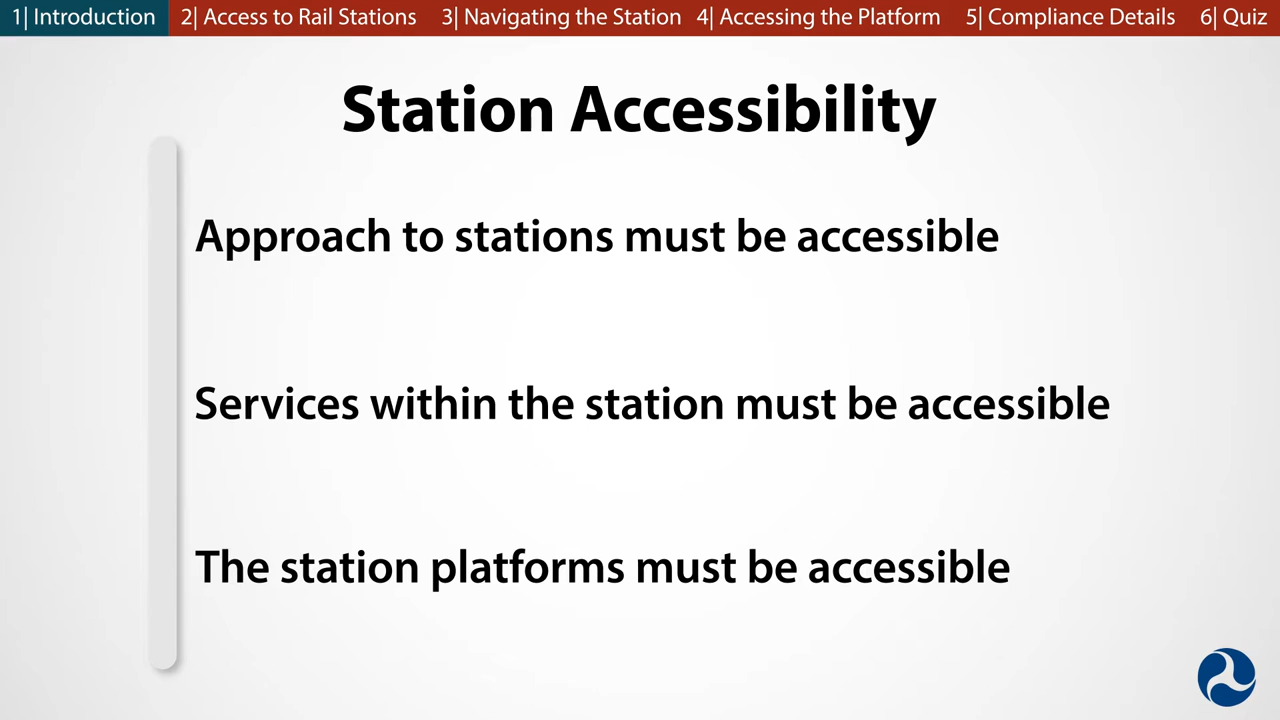 1| Introduction 2| Access to Rail Stations 3| Navigating the Station 4| Accessing the Platform 5| Compliance Details 6| Quiz
Station Accessibility
Approach to stations must be accessible
Services within the station must be accessible
The station platforms must be accessible